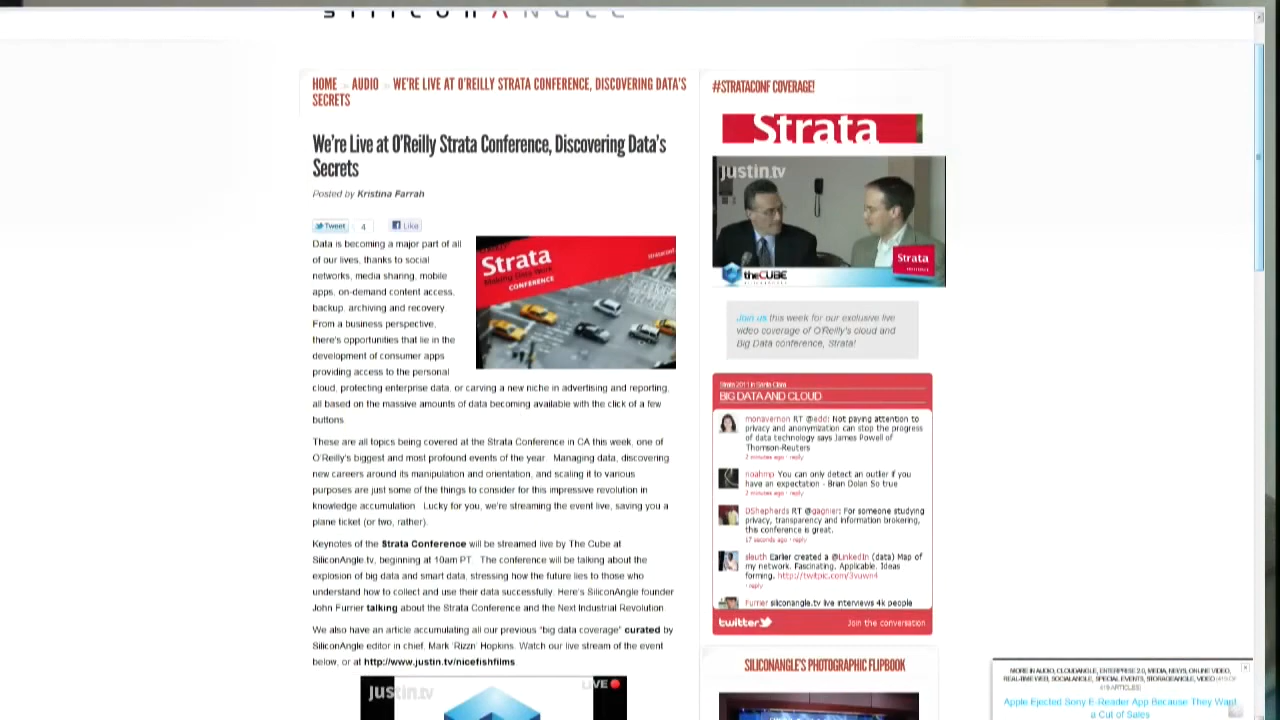 SILICONANGLE
HOME » AUDIO » WE'RE LIVE AT O'REILLY STRATA CONFERENCE, DISCOVERING DATA'S
SECRETS
We're Live at O'Reilly Strata Conference, Discovering Data's
Secrets
Posted by Kristina Farrah
Tweet 4 Like
Data is becoming a major part of all
of our lives, thanks to social
networks, media sharing, mobile
apps, on-demand content access,
backup, archiving and recovery
From a business perspective,
there's opportunities that lie in the
development of consumer apps
providing access to the personal
cloud, protecting enterprise data, or carving a new niche in advertising and reporting,
all based on the massive amounts of data becoming available with the click of a few
buttons.
Strata
Making Data Work
CONFERENCE
strataconf
These are all topics being covered at the Strata Conference in CA this week, one of
O'Reilly's biggest and most profound events of the year. Managing data, discovering
new careers around its manipulation and orientation, and scaling it to various
purposes are just some of the things to consider for this impressive revolution in
knowledge accumulation. Lucky for you, we're streaming the event live, saving you a
plane ticket (or two, rather).
Keynotes of the Strata Conference will be streamed live by The Cube at
SiliconAngle.tv, beginning at 10am PT. The conference will be talking about the
explosion of big data and smart data, stressing how the future lies to those who
understand how to collect and use their data successfully. Here's SiliconAngle founder
John Furrier talking about the Strata Conference and the Next Industrial Revolution.
We also have an article accumulating all our previous "big data coverage" curated by
SiliconAngle editor in chief, Mark 'Rizzn' Hopkins. Watch our live stream of the event
below, or at http://www.justin.tv/nicefishfilms.
justin.tv
LIVE
#STRATACONF COVERAGE!
Strata
justin.tv
Strata
theCUBE
Join us this week for our exclusive live
video coverage of O'Reilly's cloud and
Big Data conference, Strata!
Strata 2011 in Santa Clara
BIG DATA AND CLOUD
monavernon RT @eddi: Not paying attention to
privacy and anonymization can stop the progress
of data technology says James Powell of
Thomson-Reuters
2 minutes ago · reply
noahmp You can only detect an outlier if you
have an expectation - Brian Dolan So true
2 minutes ago · reply
DShepherds RT @gagnier: For someone studying
privacy, transparency and information brokering,
this conference is great.
17 seconds ago · reply
sleuth Earlier created a @LinkedIn (data) Map of
my network. Fascinating. Applicable. Ideas
forming. http://twitpic.com/3vuwn4
· reply
Furrier siliconangle.tv live interviews 4k people
twitter
Join the conversation
SILICONANGLE'S PHOTOGRAPHIC FLIPBOOK
MORE IN AUDIO, CLOUDANGLE, ENTERPRISE 2.0, MEDIA, NEWS, ONLINE VIDEO,
REAL-TIME WEB, SOCIALANGLE, SPECIAL EVENTS, STORAGEANGLE, VIDEO
Apple Ejected Sony E-Reader App Because They Want
a Cut of Sales